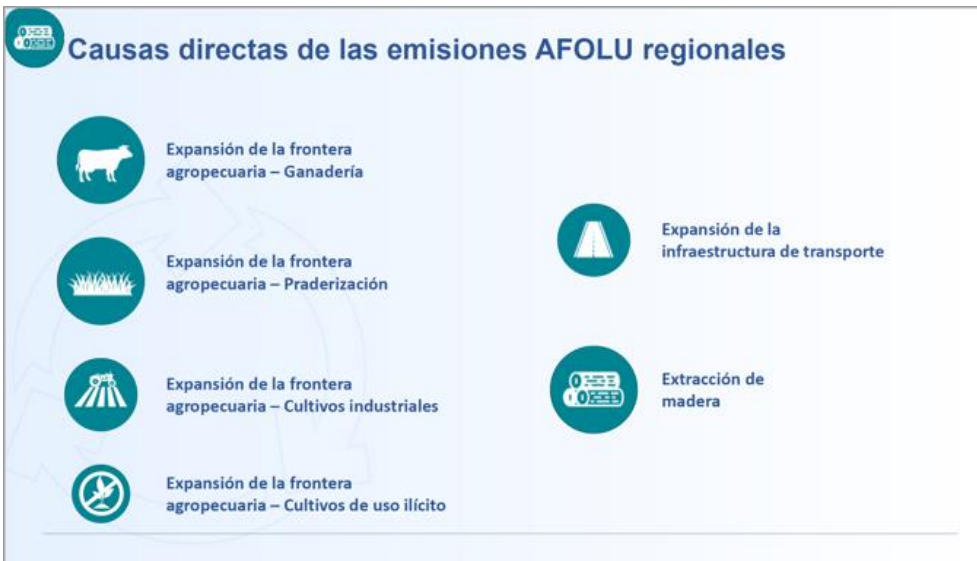 Causas directas de las emisiones AFOLU regionales
Expansión de la frontera
agropecuaria – Ganadería
Expansión de la frontera
agropecuaria – Praderización
Expansión de la frontera
agropecuaria – Cultivos industriales
Expansión de la frontera
agropecuaria – Cultivos de uso ilícito
Expansión de la
infraestructura de transporte
Extracción de
madera